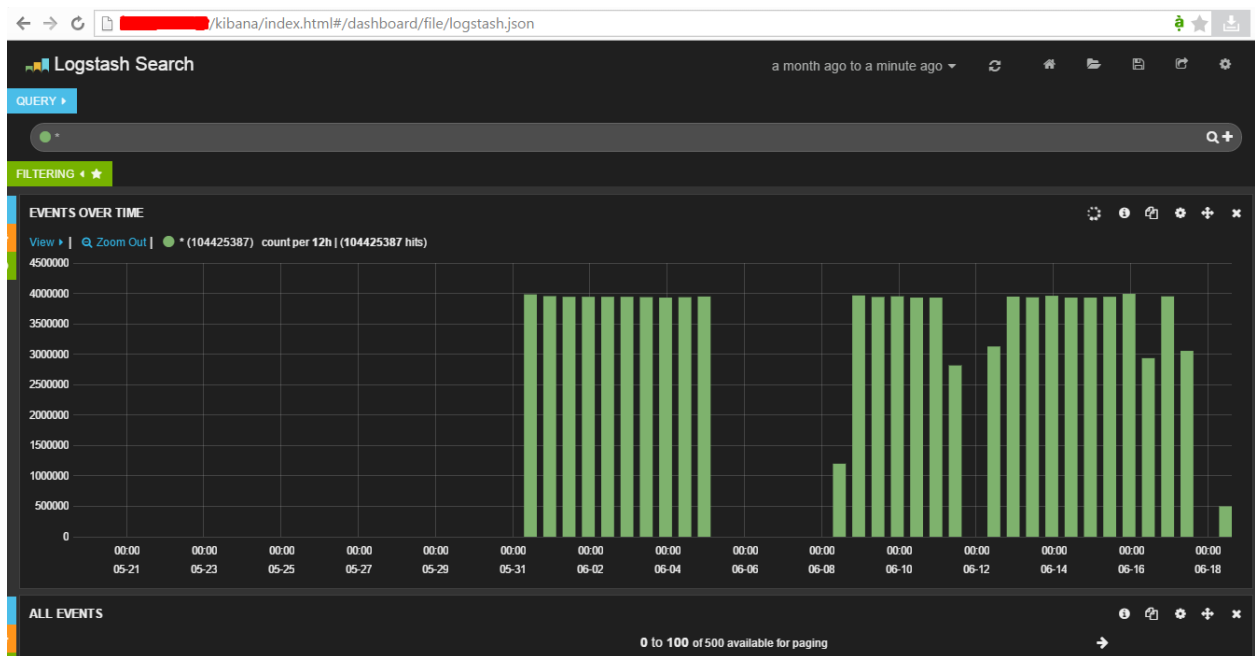 /kibana/index.html#/dashboard/file/logstash.json
Logstash Search
a month ago to a minute ago
QUERY
*
FILTERING
EVENTS OVER TIME
View | Zoom Out | * (104425387) count per 12h | (104425387 hits)
4500000
4000000
3500000
3000000
2500000
2000000
1500000
1000000
500000
0
00:00 00:00 00:00 00:00 00:00 00:00 00:00 00:00 00:00 00:00 00:00 00:00 00:00 00:00 00:00
05-21 05-23 05-25 05-27 05-29 05-31 06-02 06-04 06-06 06-08 06-10 06-12 06-14 06-16 06-18
ALL EVENTS
0 to 100 of 500 available for paging